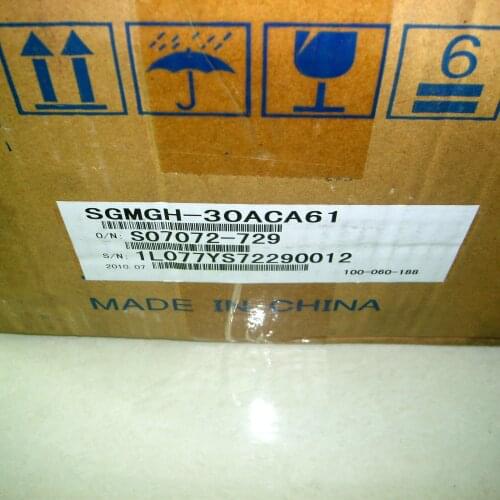 6
SGMGH-30ACA61
O/N: S07072-729
S/N: 1L077YS72290012
2010.07 100-060-188
MADE IN CHINA